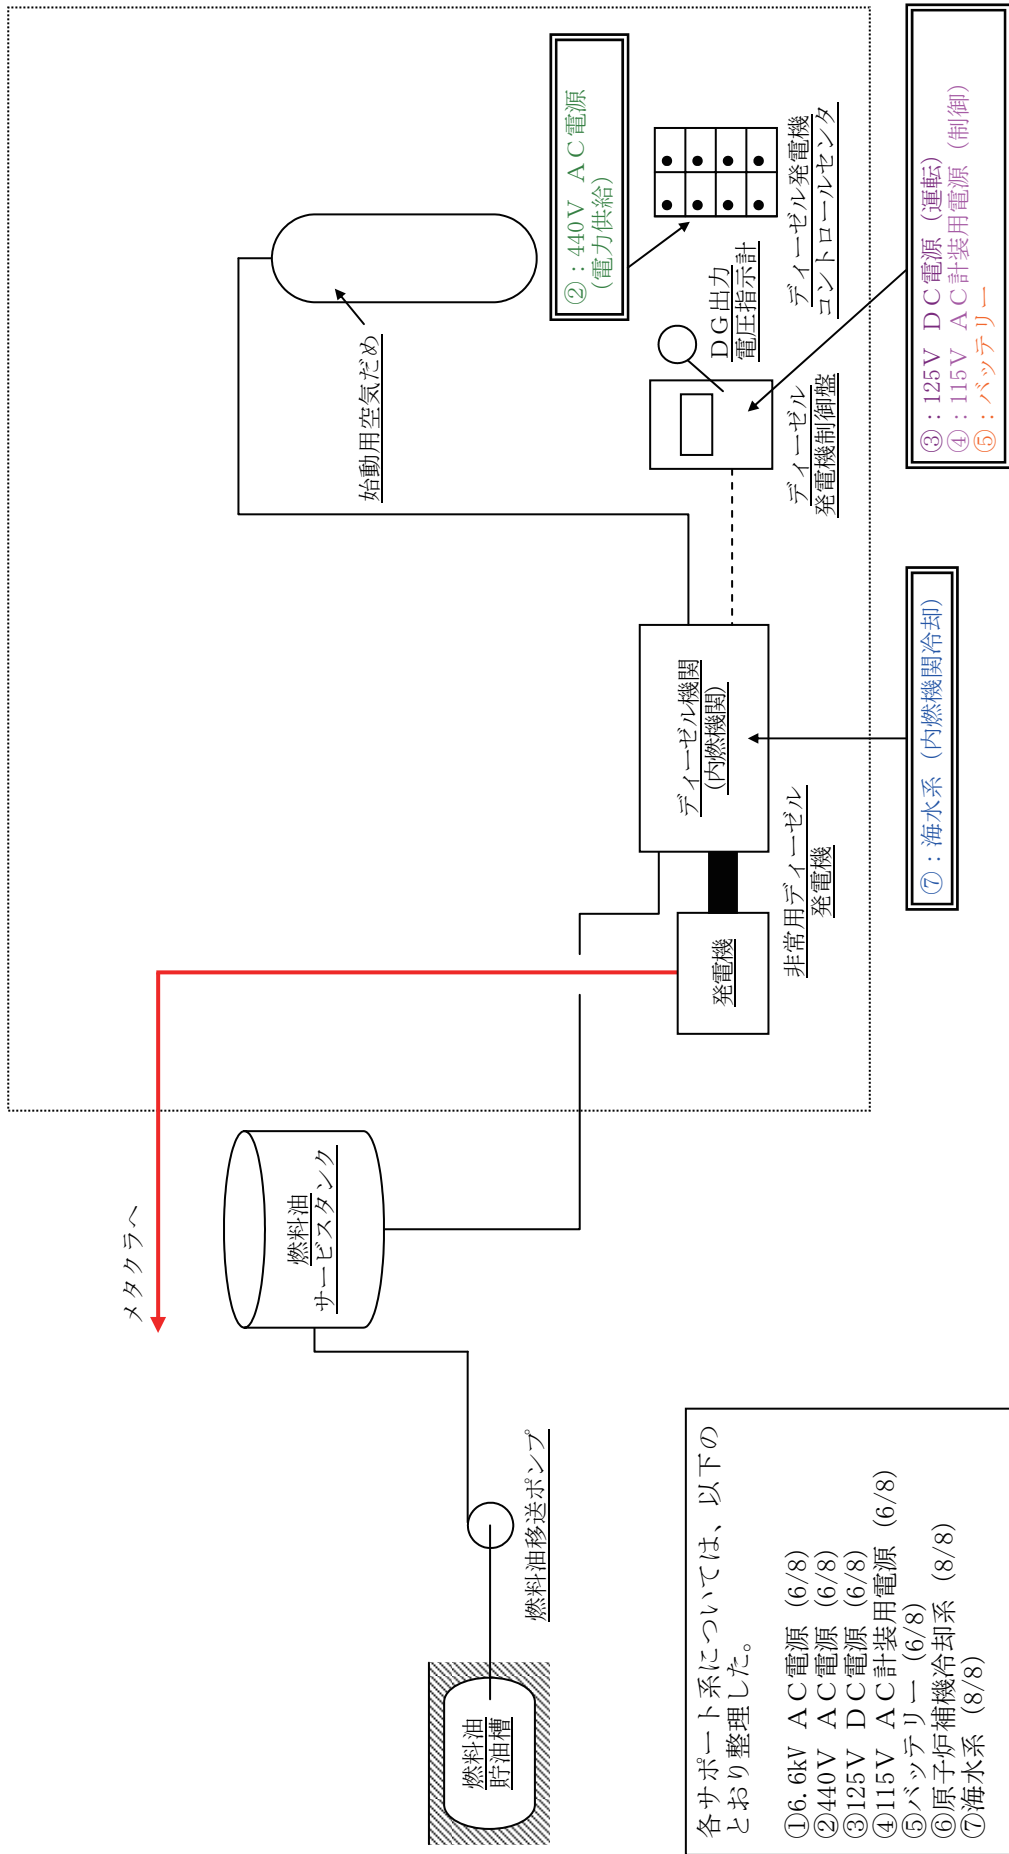 メタクラへ
燃料油
サービスタンク
燃料油移送ポンプ
燃料油
貯油槽
始動用空気だめ
②：440V ＡＣ電源
(電力供給)
ディーゼル発電機
コントロールセンタ
ＤＧ出力
電圧指示計
ディーゼル
発電機制御盤
ディーゼル機関
(内燃機関)
発電機
非常用ディーゼル
発電機
③：125V ＤＣ電源（運転）
④：115V ＡＣ計装用電源（制御）
⑤：バッテリー
⑦：海水系（内燃機関冷却）
各サポート系については、以下の
とおり整理した。
①6.6kV ＡＣ電源（6/8）
②440V ＡＣ電源（6/8）
③125V ＤＣ電源（6/8）
④115V ＡＣ計装用電源（6/8）
⑤バッテリー（6/8）
⑥原子炉補機冷却系（8/8）
⑦海水系（8/8）